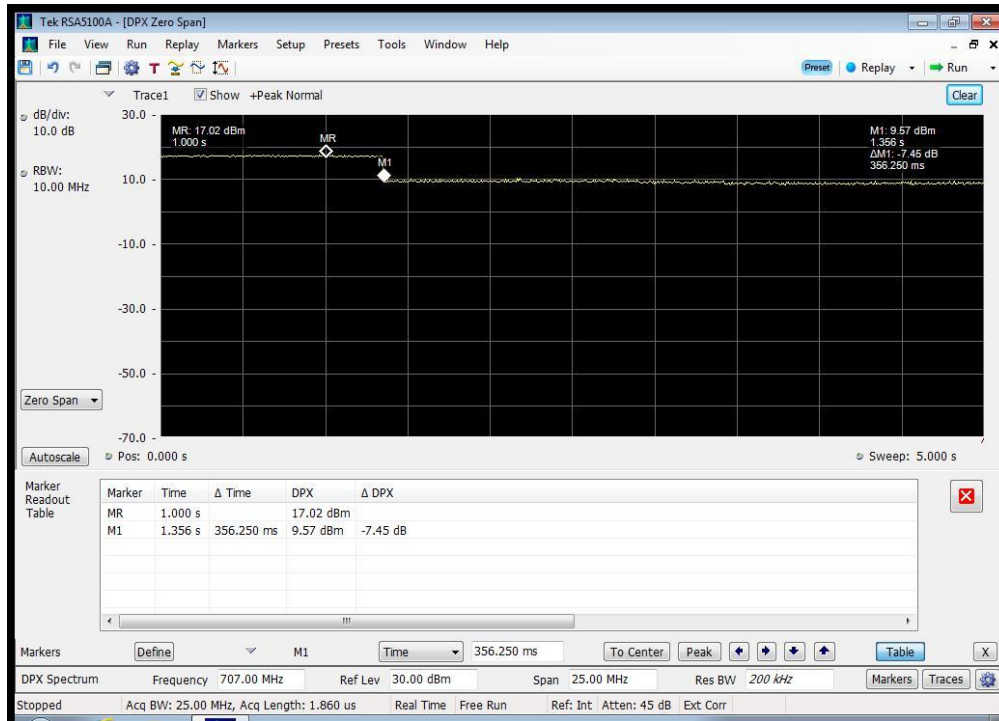 Tek RSA5100A - [DPX Zero Span]
File View Run Replay Markers Setup Presets Tools Window Help
Preset Replay Run
Trace1 Show +Peak Normal Clear
dB/div:
10.0 dB
RBW:
10.00 MHz
30.0 -
10.0 -
-10.0 -
-30.0 -
-50.0 -
-70.0 -
MR: 17.02 dBm
1.000 s
MR
M1
M1: 9.57 dBm
1.356 s
ΔM1: -7.45 dB
356.250 ms
Zero Span
Autoscale Pos: 0.000 s Sweep: 5.000 s
Marker
Readout
Table
Marker Time Δ Time DPX Δ DPX
MR 1.000 s 17.02 dBm
M1 1.356 s 356.250 ms 9.57 dBm -7.45 dB
Markers Define M1 Time 356.250 ms To Center Peak Table X
DPX Spectrum Frequency 707.00 MHz Ref Lev 30.00 dBm Span 25.00 MHz Res BW 200 kHz Markers Traces
Stopped Acq BW: 25.00 MHz, Acq Length: 1.860 us Real Time Free Run Ref: Int Atten: 45 dB Ext Corr